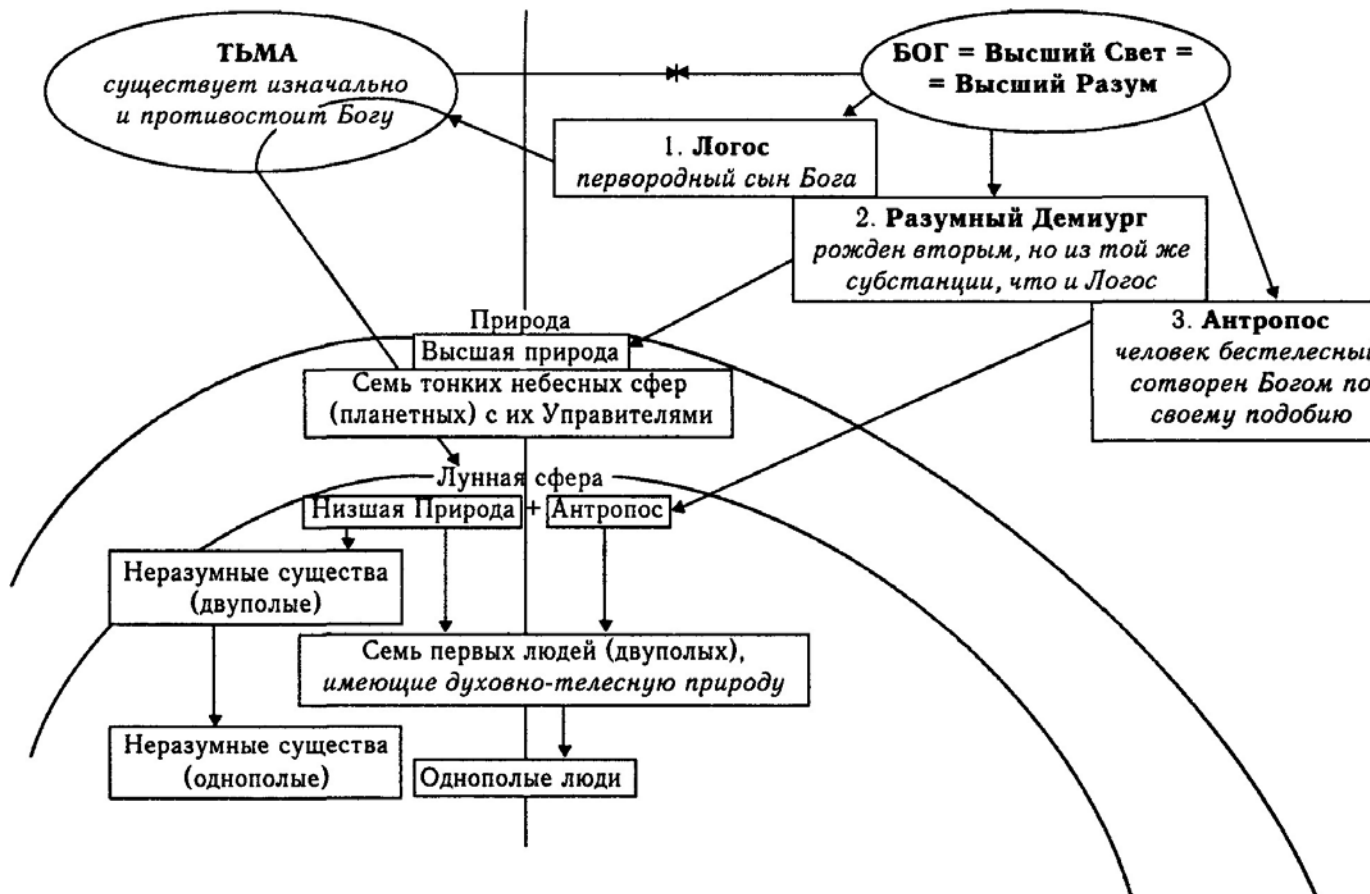 ТЬМА
существует изначально
и противостоит Богу
БОГ = Высший Свет =
= Высший Разум
1. Логос
первородный сын Бога
2. Разумный Демиург
рожден вторым, но из той же
субстанции, что и Логос
3. Антропос
человек бестелесный
сотворен Богом по
своему подобию
Природа
Высшая природа
Семь тонких небесных сфер
(планетных) с их Управителями
Лунная сфера
Низшая Природа + Антропос
Неразумные существа
(двуполые)
Семь первых людей (двуполых),
имеющие духовно-телесную природу
Неразумные существа
(однополые)
Однополые люди